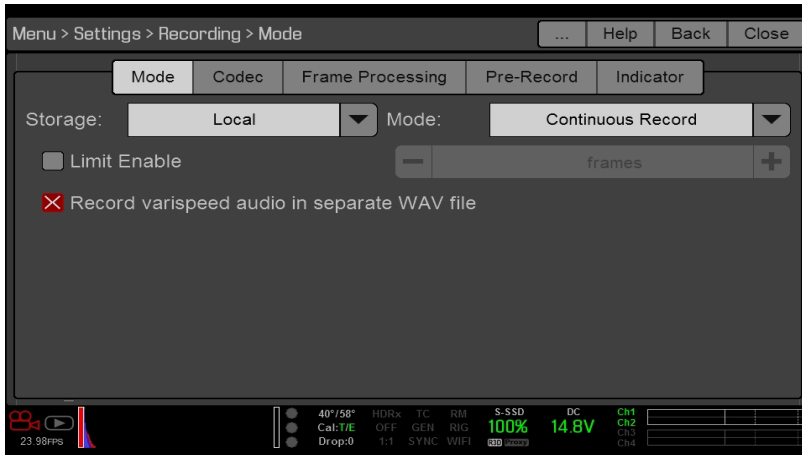 Menu > Settings > Recording > Mode ... Help Back Close
Mode Codec Frame Processing Pre-Record Indicator
Storage: Local Mode: Continuous Record
Limit Enable frames
Record varispeed audio in separate WAV file
40°/58° HDRx TC RM S-SSD DC Ch1
Cal:T/E OFF GEN RIG 100% 14.8V Ch2
23.98FPS Drop:0 1:1 SYNC WIFI R3D Proxy Ch3
Ch4